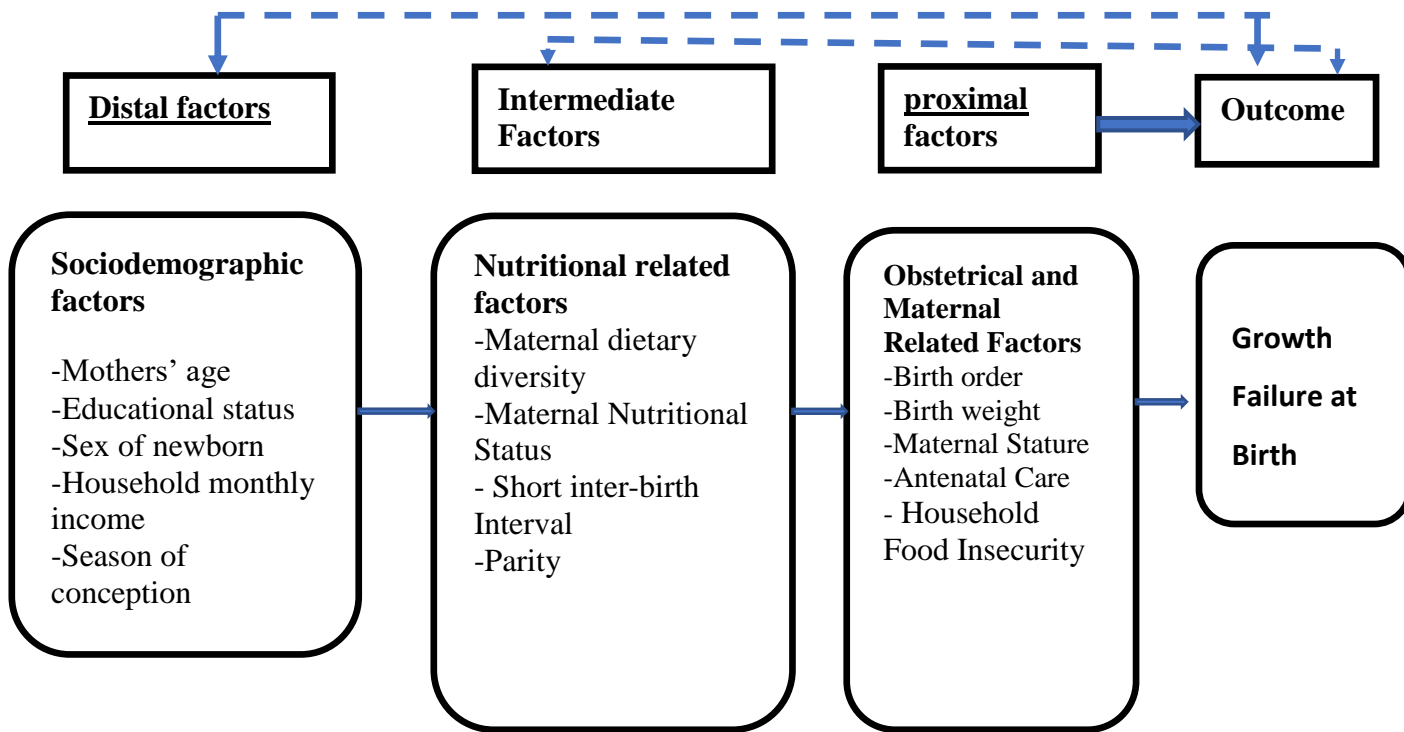 Distal factors
Intermediate
Factors
proximal
factors
Outcome
Sociodemographic
factors
-Mothers’ age
-Educational status
-Sex of newborn
-Household monthly
income
-Season of
conception
Nutritional related
factors
-Maternal dietary
diversity
-Maternal Nutritional
Status
- Short inter-birth
Interval
-Parity
Obstetrical and
Maternal
Related Factors
-Birth order
-Birth weight
-Maternal Stature
-Antenatal Care
- Household
Food Insecurity
Growth
Failure at
Birth